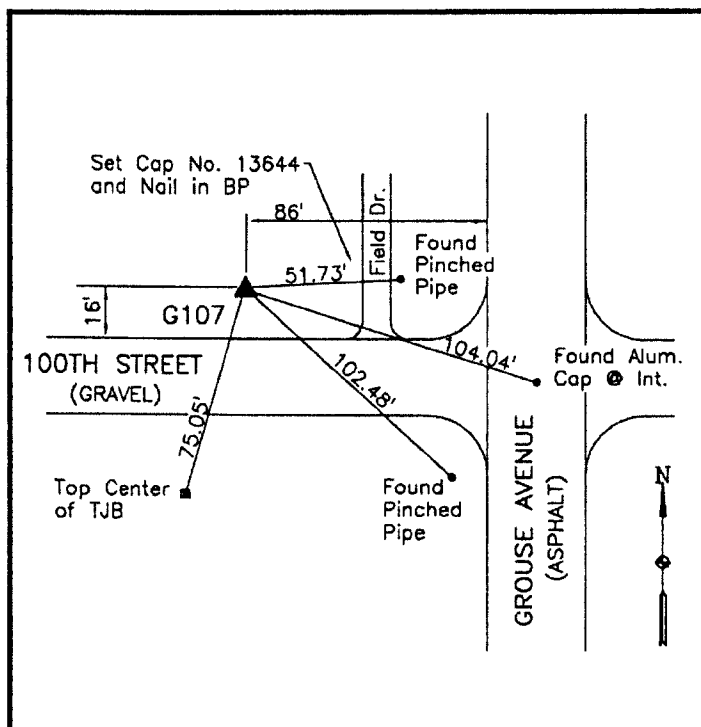 Set Cap No. 13644
and Nail in BP
86'
Field Dr.
Found
Pinched
Pipe
51.73'
16'
G107
100TH STREET
(GRAVEL)
104.04'
Found Alum.
Cap @ Int.
102.48'
75.05'
Top Center
of TJB
Found
Pinched
Pipe
GROUSE AVENUE
(ASPHALT)
N